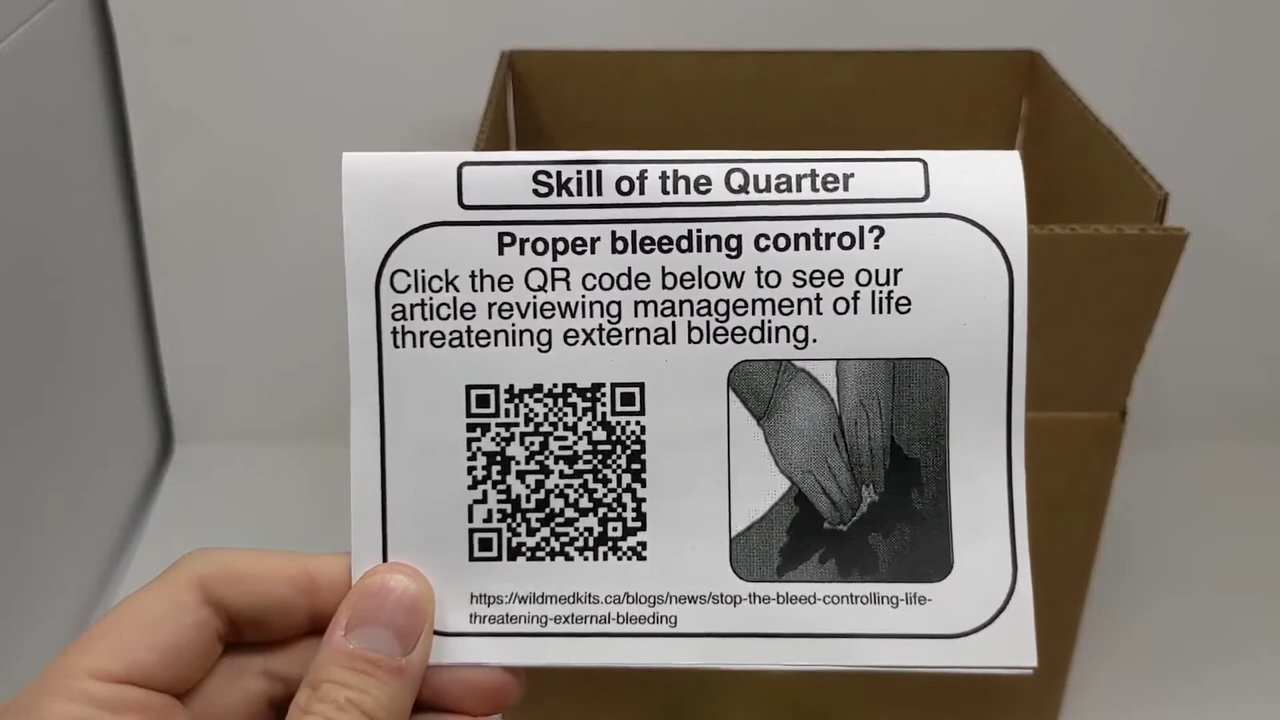 Skill of the Quarter
Proper bleeding control?
Click the QR code below to see our
article reviewing management of life
threatening external bleeding.
https://wildmedkits.ca/blogs/news/stop-the-bleed-controlling-life-
threatening-external-bleeding